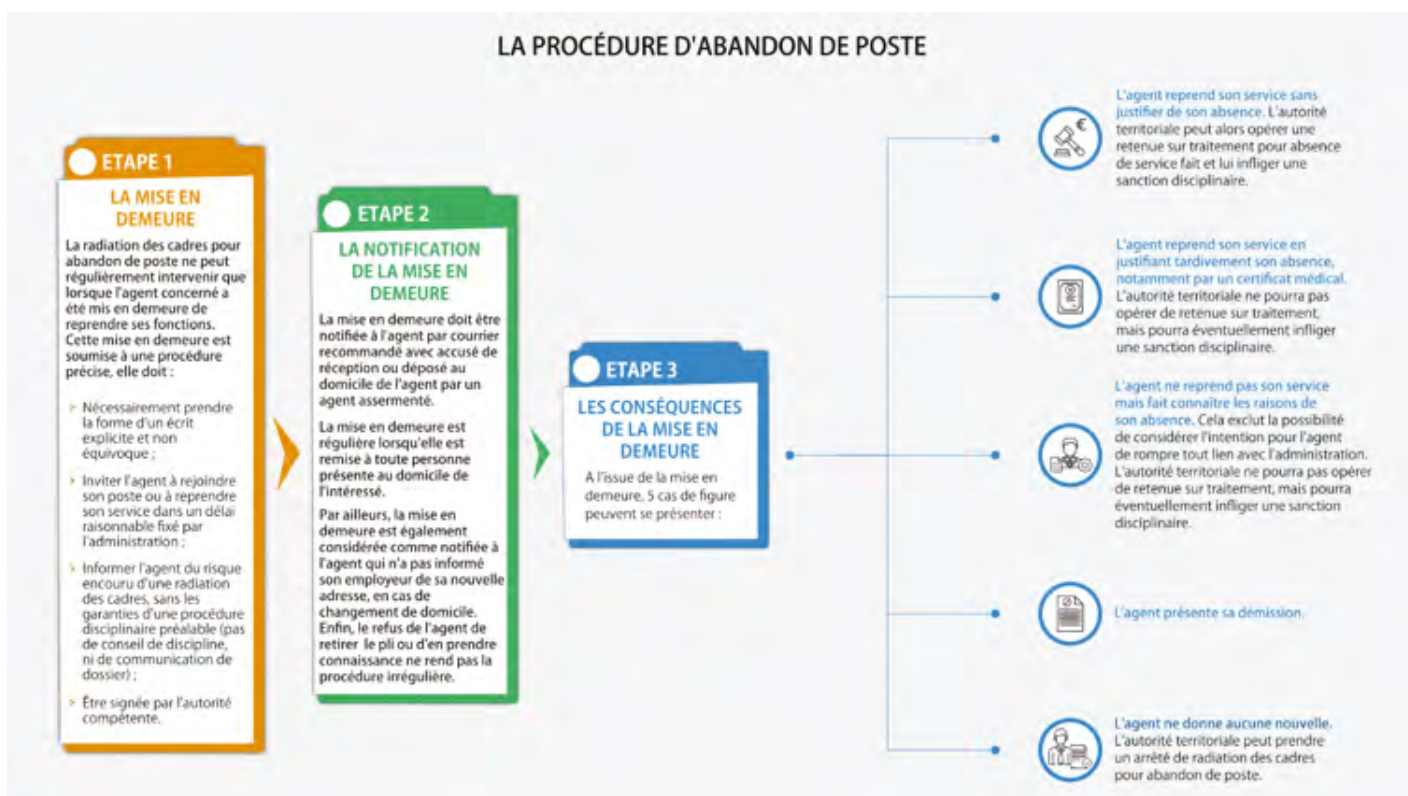 LA PROCÉDURE D'ABANDON DE POSTE
ETAPE 1
LA MISE EN
DEMEURE
La radiation des cadres pour
abandon de poste ne peut
régulièrement intervenir que
lorsque l'agent concerné a
été mis en demeure de
reprendre ses fonctions.
Cette mise en demeure est
soumise à une procédure
précise, elle doit :
> Nécessairement prendre
la forme d'un écrit
explicite et non
équivoque ;
> Inviter l'agent à rejoindre
son poste ou à reprendre
son service dans un délai
raisonnable fixé par
l'administration ;
> Informer l'agent du risque
encouru d'une radiation
des cadres, sans les
garanties d'une procédure
disciplinaire préalable (pas
de conseil de discipline,
ni de communication de
dossier) ;
> Être signée par l'autorité
compétente.
ETAPE 2
LA NOTIFICATION
DE LA MISE EN
DEMEURE
La mise en demeure doit être
notifiée à l'agent par courrier
recommandé avec accusé de
réception ou déposé au
domicile de l'agent par un
agent assermenté.
La mise en demeure est
régulière lorsqu'elle est
remise à toute personne
présente au domicile de
l'intéressé.
Par ailleurs, la mise en
demeure est également
considérée comme notifiée à
l'agent qui n'a pas informé
son employeur de sa nouvelle
adresse, en cas de
changement de domicile.
Enfin, le refus de l'agent de
retirer le pli ou d'en prendre
connaissance ne rend pas la
procédure irrégulière.
ETAPE 3
LES CONSÉQUENCES
DE LA MISE EN
DEMEURE
A l'issue de la mise en
demeure, 5 cas de figure
peuvent se présenter :
L'agent reprend son service sans
justifier de son absence. L'autorité
territoriale peut alors opérer une
retenue sur traitement pour absence
de service fait et lui infliger une
sanction disciplinaire.
L'agent reprend son service en
justifiant tardivement son absence,
notamment par un certificat médical.
L'autorité territoriale ne pourra pas
opérer de retenue sur traitement,
mais pourra éventuellement infliger
une sanction disciplinaire.
L'agent ne reprend pas son service
mais fait connaître les raisons de
son absence. Cela exclut la possibilité
de considérer l'intention pour l'agent
de rompre tout lien avec l'administration.
L'autorité territoriale ne pourra pas opérer
de retenue sur traitement, mais pourra
éventuellement infliger une sanction
disciplinaire.
L'agent présente sa démission.
L'agent ne donne aucune nouvelle.
L'autorité territoriale peut prendre
un arrêté de radiation des cadres
pour abandon de poste.